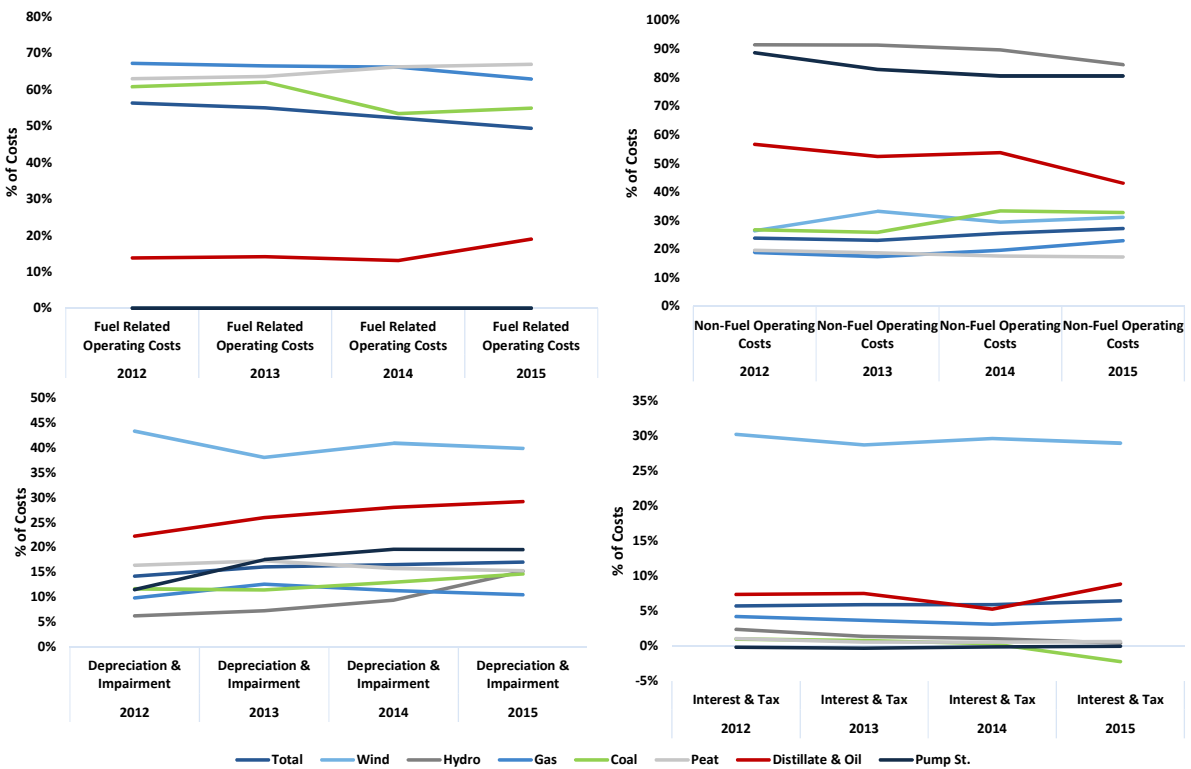 80%
70%
60%
50%
40%
30%
20%
10%
0%
% of Costs
Fuel Related Operating Costs
2012
Fuel Related Operating Costs
2013
Fuel Related Operating Costs
2014
Fuel Related Operating Costs
2015
100%
90%
80%
70%
60%
50%
40%
30%
20%
10%
0%
% of Costs
Non-Fuel Operating Costs
2012
Non-Fuel Operating Costs
2013
Non-Fuel Operating Costs
2014
Non-Fuel Operating Costs
2015
50%
45%
40%
35%
30%
25%
20%
15%
10%
5%
0%
% of Costs
Depreciation & Impairment
2012
Depreciation & Impairment
2013
Depreciation & Impairment
2014
Depreciation & Impairment
2015
35%
30%
25%
20%
15%
10%
5%
0%
-5%
% of Costs
Interest & Tax
2012
Interest & Tax
2013
Interest & Tax
2014
Interest & Tax
2015
Total Wind Hydro Gas Coal Peat Distillate & Oil Pump St.